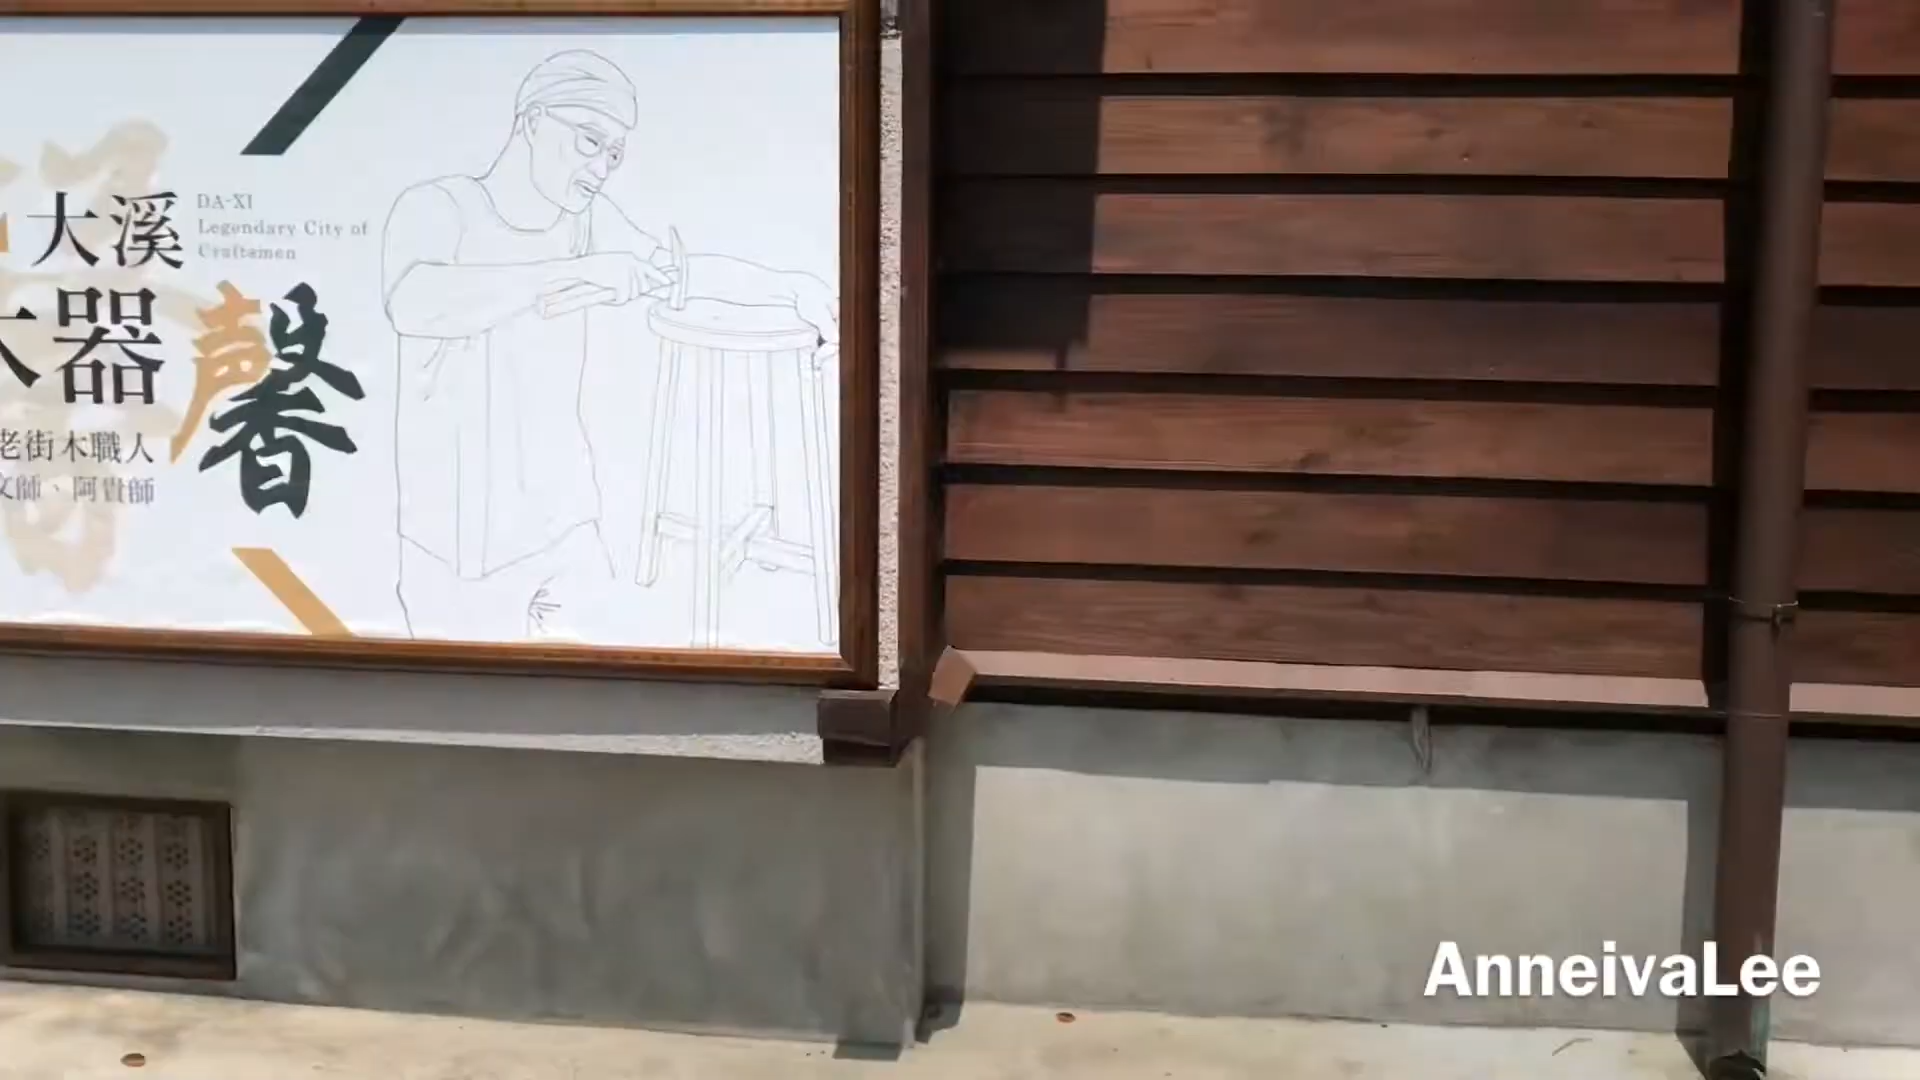 大溪
DA-XI
Legendary City of
Craftsmen
木器
馨
老街木職人
文師、阿貴師
AnneivaLee